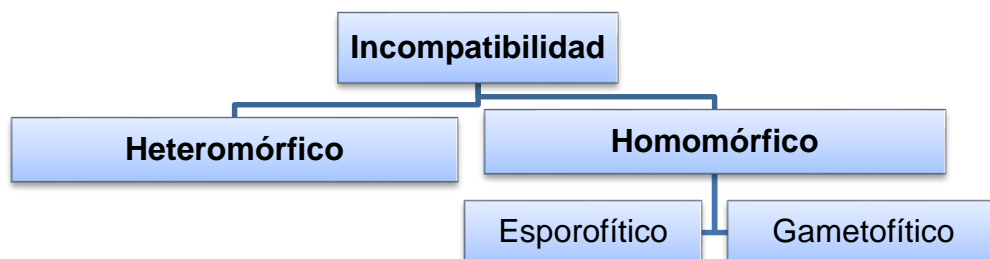 Incompatibilidad
Heteromórfico
Homomórfico
Esporofítico
Gametofítico